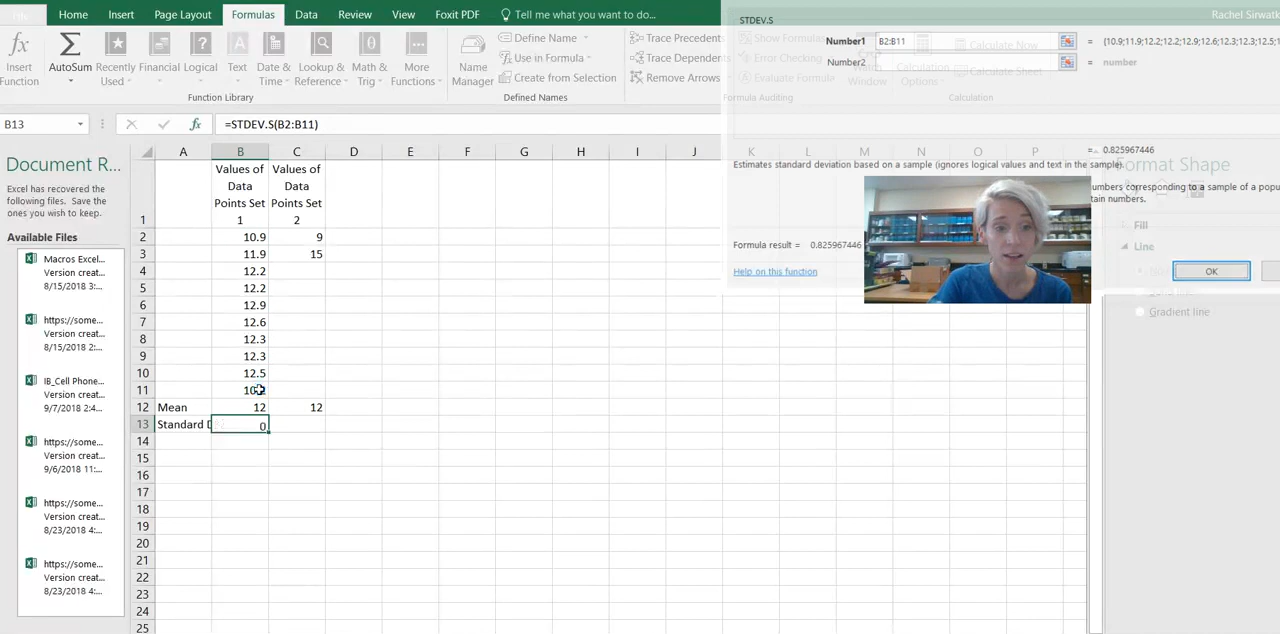 Home Insert Page Layout Formulas Data Review View Foxit PDF Tell me what you want to do...
STDEV.S
Rachel Sirwatk
fx Insert Function
AutoSum
Recently Used
Financial
Logical
Text
Date & Time
Lookup & Reference
Math & Trig
More Functions
Function Library
Name Manager
Define Name
Use in Formula
Create from Selection
Defined Names
Trace Precedents
Trace Dependents
Remove Arrows
Show Formulas
Error Checking
Evaluate Formula
Formula Auditing
Window
Calculation Options
Calculate Now
Calculate Sheet
Calculation
Number1 B2:B11 = {10.9;11.9;12.2;12.2;12.9;12.6;12.3;12.3;12.5;1
Number2 = number
B13 fx =STDEV.S(B2:B11)
= 0.825967446
Estimates standard deviation based on a sample (ignores logical values and text in the sample).
umbers corresponding to a sample of a popu
tain numbers.
Formula result = 0.825967446
Help on this function
OK
Format Shape
Fill
Line
Gradient line
Document R...
Excel has recovered the
following files. Save the
ones you wish to keep.
Available Files
Macros Excel...
Version creat...
8/15/2018 3:...
https://some...
Version creat...
8/15/2018 2:...
IB_Cell Phone...
Version creat...
9/7/2018 2:4...
https://some...
Version creat...
9/6/2018 11:...
https://some...
Version creat...
8/23/2018 4:...
https://some...
Version creat...
8/23/2018 4:...
A B C D E F G H I J K L M N O P
Values of Data Points Set 1
Values of Data Points Set 2
1
2 10.9 9
3 11.9 15
4 12.2
5 12.2
6 12.9
7 12.6
8 12.3
9 12.3
10 12.5
11
12 Mean 12 12
13 Standard D 0
14
15
16
17
18
19
20
21
22
23
24
25